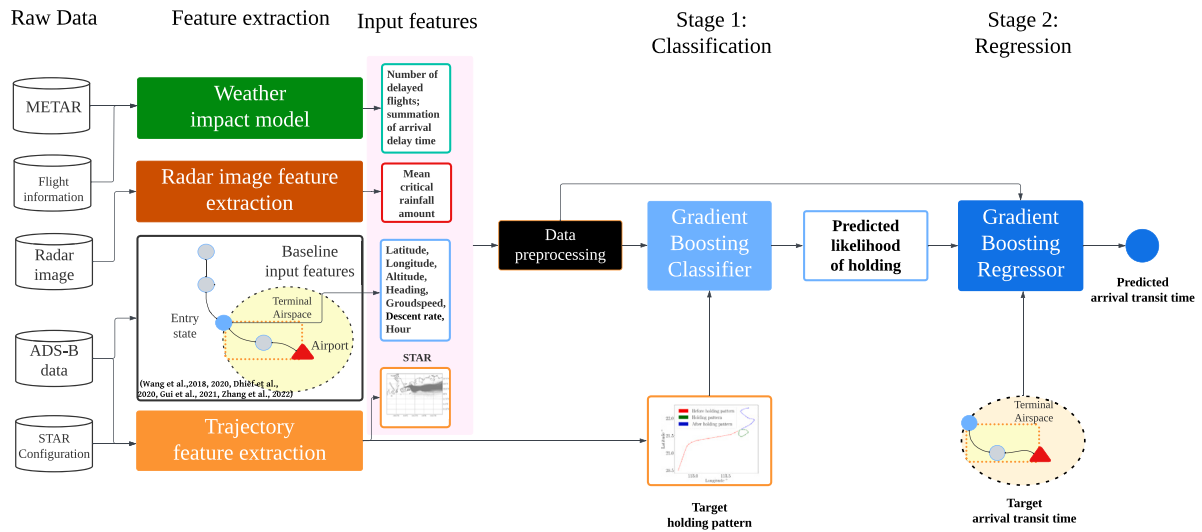 Raw Data
Feature extraction
Input features
Stage 1:
Classification
Stage 2:
Regression
METAR
Flight
information
Radar
image
ADS-B
data
STAR
Configuration
Weather
impact model
Radar image feature
extraction
Baseline
input features
Terminal
Airspace
Entry
state
Airport
(Wang et al.,2018, 2020, Dhief et al.,
2020, Gui et al., 2021, Zhang et al., 2022)
Trajectory
feature extraction
Number of
delayed
flights;
summation
of arrival
delay time
Mean
critical
rainfall
amount
Latitude,
Longitude,
Altitude,
Heading,
Groudspeed,
Descent rate,
Hour
STAR
Data
preprocessing
Gradient
Boosting
Classifier
Predicted
likelihood
of holding
Gradient
Boosting
Regressor
Predicted
arrival transit time
Before holding pattern
Holding pattern
After holding pattern
Latitude
Longitude
Target
holding pattern
Terminal
Airspace
Target
arrival transit time